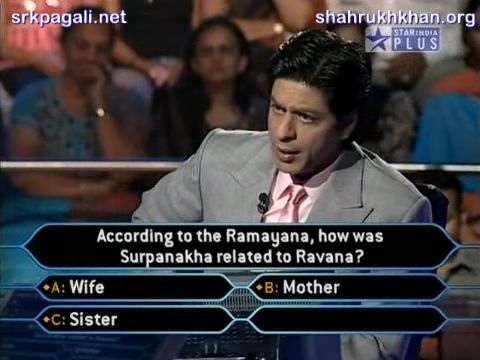 srkpagali.net
shahrukhkhan.org
STAR INDIA
PLUS
According to the Ramayana, how was
Surpanakha related to Ravana?
A: Wife
B: Mother
C: Sister